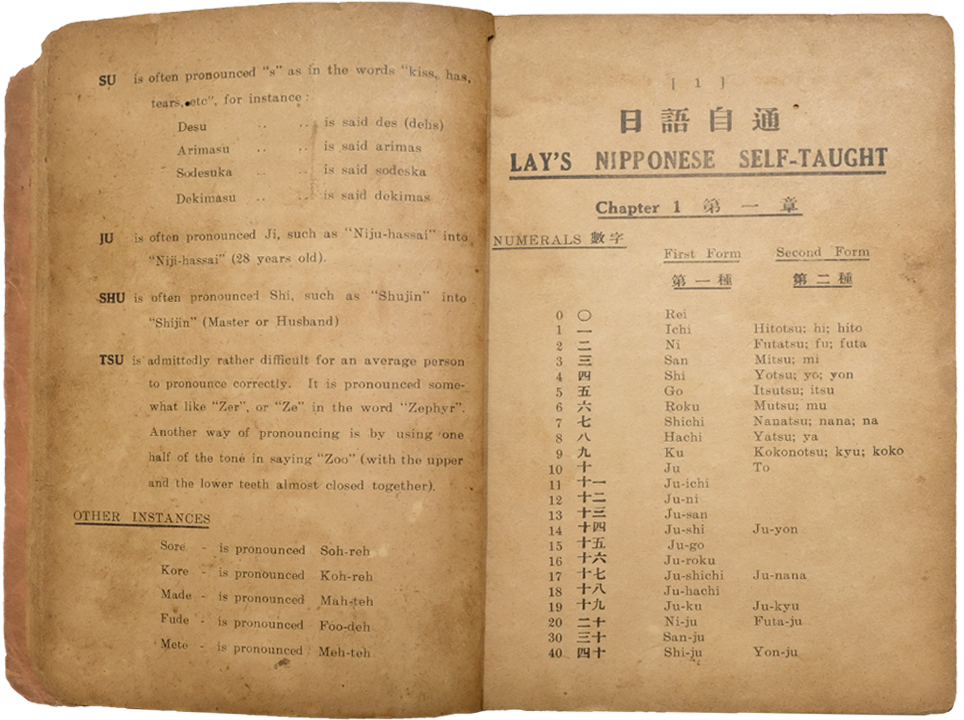 SU is often pronounced "s" as in the words "kiss, has,
tears, etc", for instance :
Desu .. .. is said des (dehs)
Arimasu .. .. is said arimas
Sodesuka .. .. is said sodeska
Dekimasu .. .. is said dekimas
JU is often pronounced Ji, such as "Niju-hassai" into
"Niji-hassai" (28 years old).
SHU is often pronounced Shi, such as "Shujin" into
"Shijin" (Master or Husband)
TSU is admittedly rather difficult for an average person
to pronounce correctly. It is pronounced some-
what like "Zer", or "Ze" in the word "Zephyr".
Another way of pronouncing is by using one
half of the tone in saying "Zoo" (with the upper
and the lower teeth almost closed together).
OTHER INSTANCES
Sore - is pronounced Soh-reh
Kore - is pronounced Koh-reh
Made - is pronounced Mah-teh
Fude - is pronounced Foo-deh
Mete - is pronounced Meh-teh
[ 1 ]
日語自通
LAY'S NIPPONESE SELF-TAUGHT
Chapter 1 第一章
NUMERALS 數字
First Form Second Form
第一種 第二種
0 〇 Rei
1 一 Ichi Hitotsu; hi; hito
2 二 Ni Futatsu; fu; futa
3 三 San Mitsu; mi
4 四 Shi Yotsu; yo; yon
5 五 Go Itsutsu; itsu
6 六 Roku Mutsu; mu
7 七 Shichi Nanatsu; nana; na
8 八 Hachi Yatsu; ya
9 九 Ku Kokonotsu; kyu; koko
10 十 Ju To
11 十一 Ju-ichi
12 十二 Ju-ni
13 十三 Ju-san
14 十四 Ju-shi Ju-yon
15 十五 Ju-go
16 十六 Ju-roku
17 十七 Ju-shichi Ju-nana
18 十八 Ju-hachi
19 十九 Ju-ku Ju-kyu
20 二十 Ni-ju Futa-ju
30 三十 San-ju
40 四十 Shi-ju Yon-ju